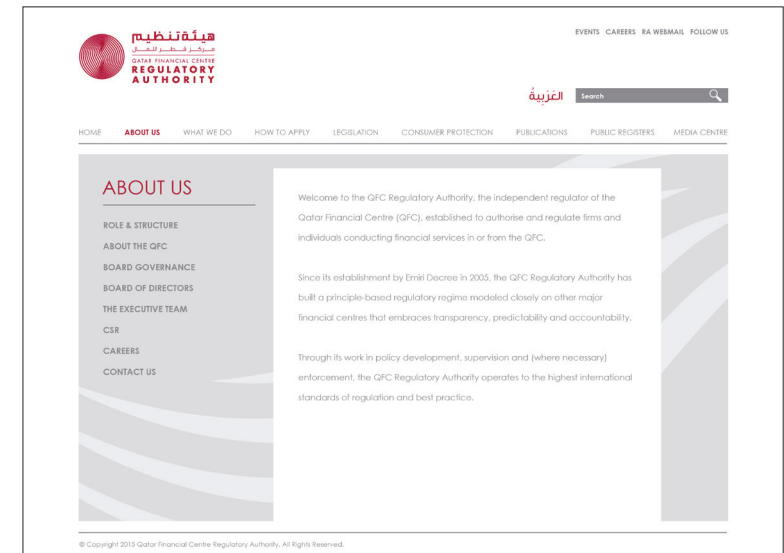 هيئة تنظيم
مركز قطر للمال
QATAR FINANCIAL CENTRE
REGULATORY
AUTHORITY
EVENTS CAREERS RA WEBMAIL FOLLOW US
العَرَبِيةُ
Search
HOME ABOUT US WHAT WE DO HOW TO APPLY LEGISLATION CONSUMER PROTECTION PUBLICATIONS PUBLIC REGISTERS MEDIA CENTRE
ABOUT US
ROLE & STRUCTURE
ABOUT THE QFC
BOARD GOVERNANCE
BOARD OF DIRECTORS
THE EXECUTIVE TEAM
CSR
CAREERS
CONTACT US
Welcome to the QFC Regulatory Authority, the independent regulator of the
Qatar Financial Centre (QFC), established to authorise and regulate firms and
individuals conducting financial services in or from the QFC.
Since its establishment by Emiri Decree in 2005, the QFC Regulatory Authority has
built a principle-based regulatory regime modeled closely on other major
financial centres that embraces transparency, predictability and accountability.
Through its work in policy development, supervision and (where necessary)
enforcement, the QFC Regulatory Authority operates to the highest international
standards of regulation and best practice.
© Copyright 2015 Qatar Financial Centre Regulatory Authority. All Rights Reserved.